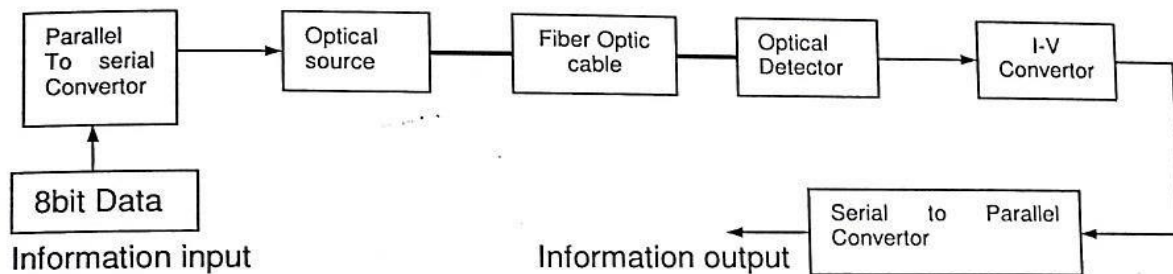 Parallel
To serial
Convertor
Optical
source
Fiber Optic
cable
Optical
Detector
I-V
Convertor
8bit Data
Information input
Serial to Parallel
Convertor
Information output